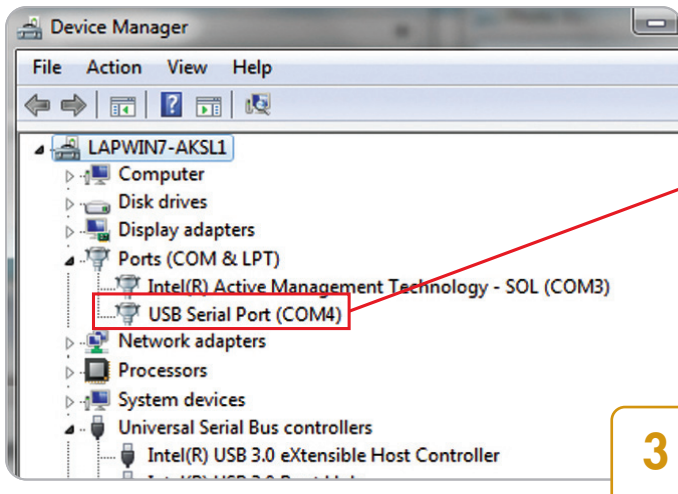 Device Manager
File Action View Help
LAPWIN7-AKSL1
Computer
Disk drives
Display adapters
Ports (COM & LPT)
Intel(R) Active Management Technology - SOL (COM3)
USB Serial Port (COM4)
Network adapters
Processors
System devices
Universal Serial Bus controllers
Intel(R) USB 3.0 eXtensible Host Controller
3